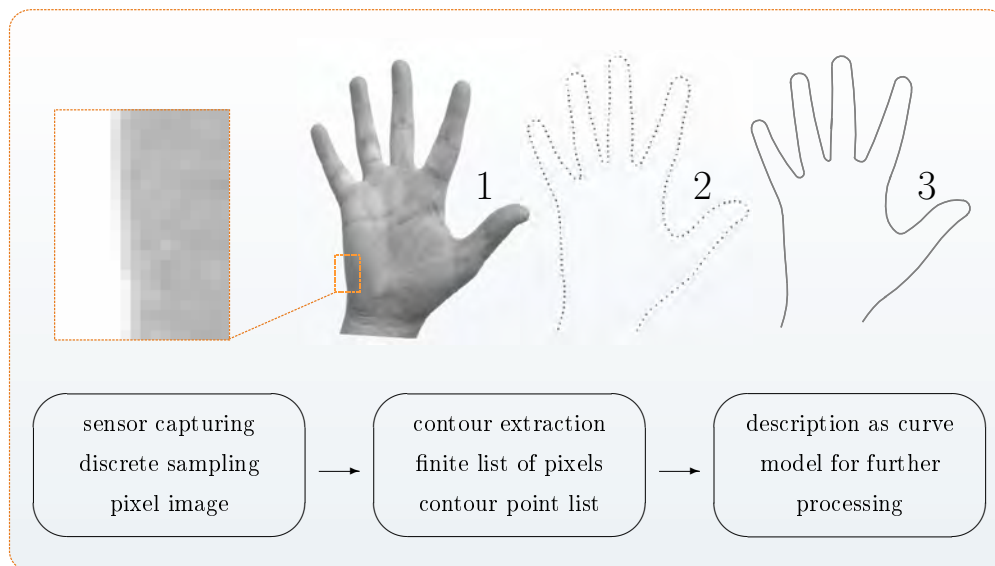 1
2
3
sensor capturing
discrete sampling
pixel image
contour extraction
finite list of pixels
contour point list
description as curve
model for further
processing